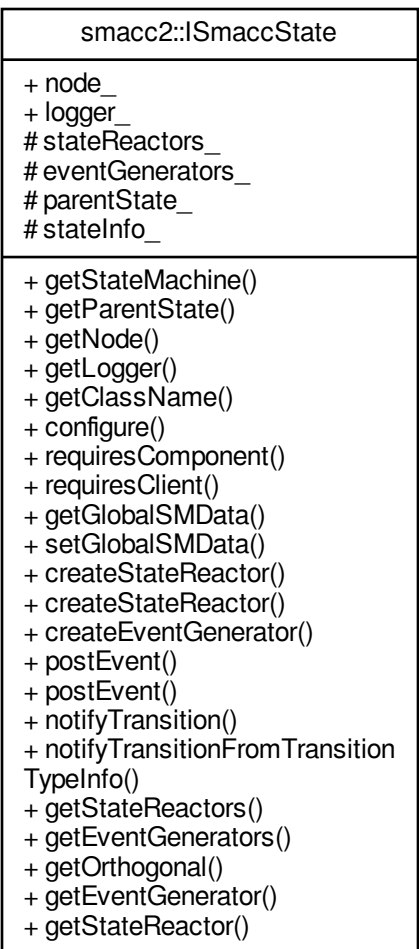 smacc2::ISmaccState
+ node_
+ logger_
# stateReactors_
# eventGenerators_
# parentState_
# stateInfo_
+ getStateMachine()
+ getParentState()
+ getNode()
+ getLogger()
+ getClassName()
+ configure()
+ requiresComponent()
+ requiresClient()
+ getGlobalSMData()
+ setGlobalSMData()
+ createStateReactor()
+ createStateReactor()
+ createEventGenerator()
+ postEvent()
+ postEvent()
+ notifyTransition()
+ notifyTransitionFromTransition
TypeInfo()
+ getStateReactors()
+ getEventGenerators()
+ getOrthogonal()
+ getEventGenerator()
+ getStateReactor()